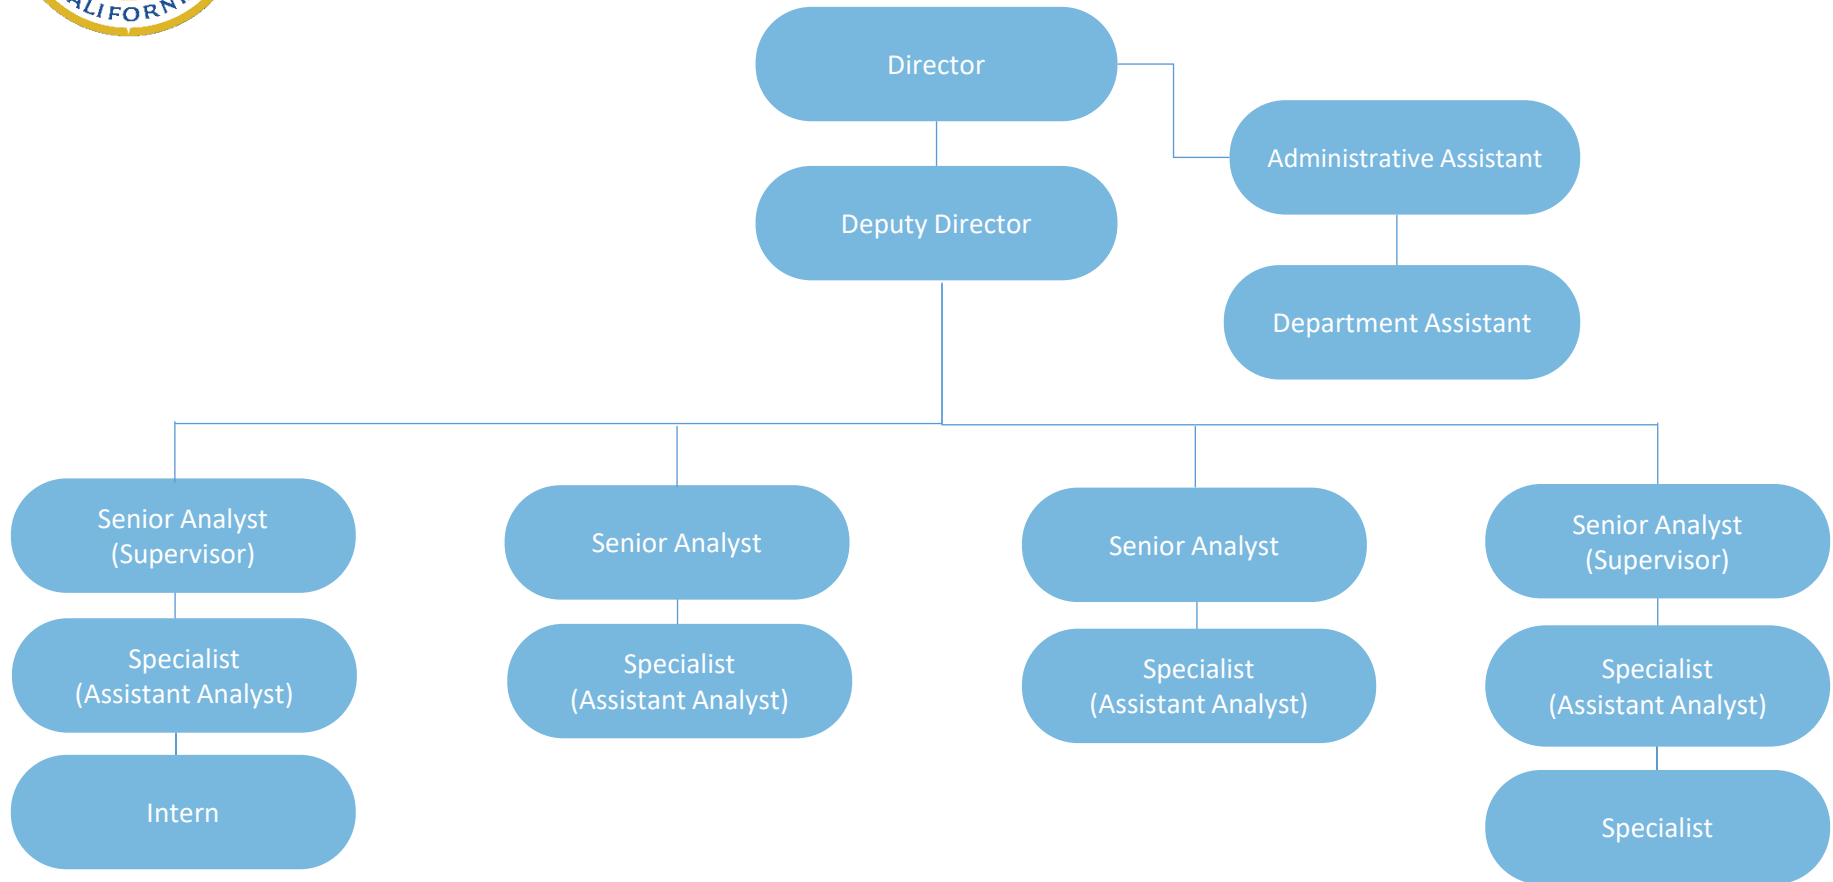 ALIFORNI
Director
Administrative Assistant
Deputy Director
Department Assistant
Senior Analyst
(Supervisor)
Senior Analyst
Senior Analyst
Senior Analyst
(Supervisor)
Specialist
(Assistant Analyst)
Specialist
(Assistant Analyst)
Specialist
(Assistant Analyst)
Specialist
(Assistant Analyst)
Intern
Specialist